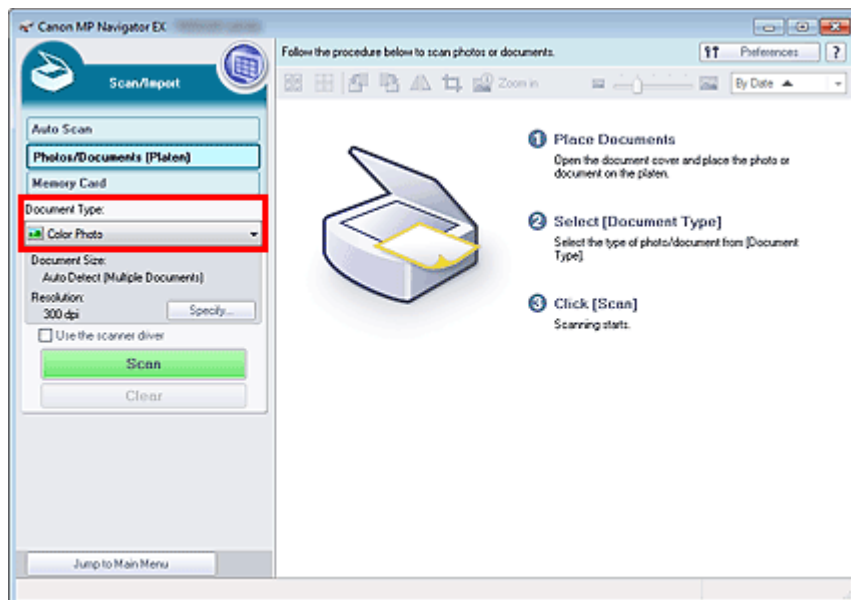 Canon MP Navigator EX
Scan/Import
Auto Scan
Photos/Documents (Platen)
Memory Card
Document Type:
Color Photo
Document Size:
Auto Detect (Multiple Documents)
Resolution:
300 dpi
Specify...
Use the scanner driver
Scan
Clear
Jump to Main Menu
Follow the procedure below to scan photos or documents.
Preferences
?
Zoom in
By Date
1 Place Documents
Open the document cover and place the photo or
document on the platen.
2 Select [Document Type]
Select the type of photo/document from [Document
Type].
3 Click [Scan]
Scanning starts.